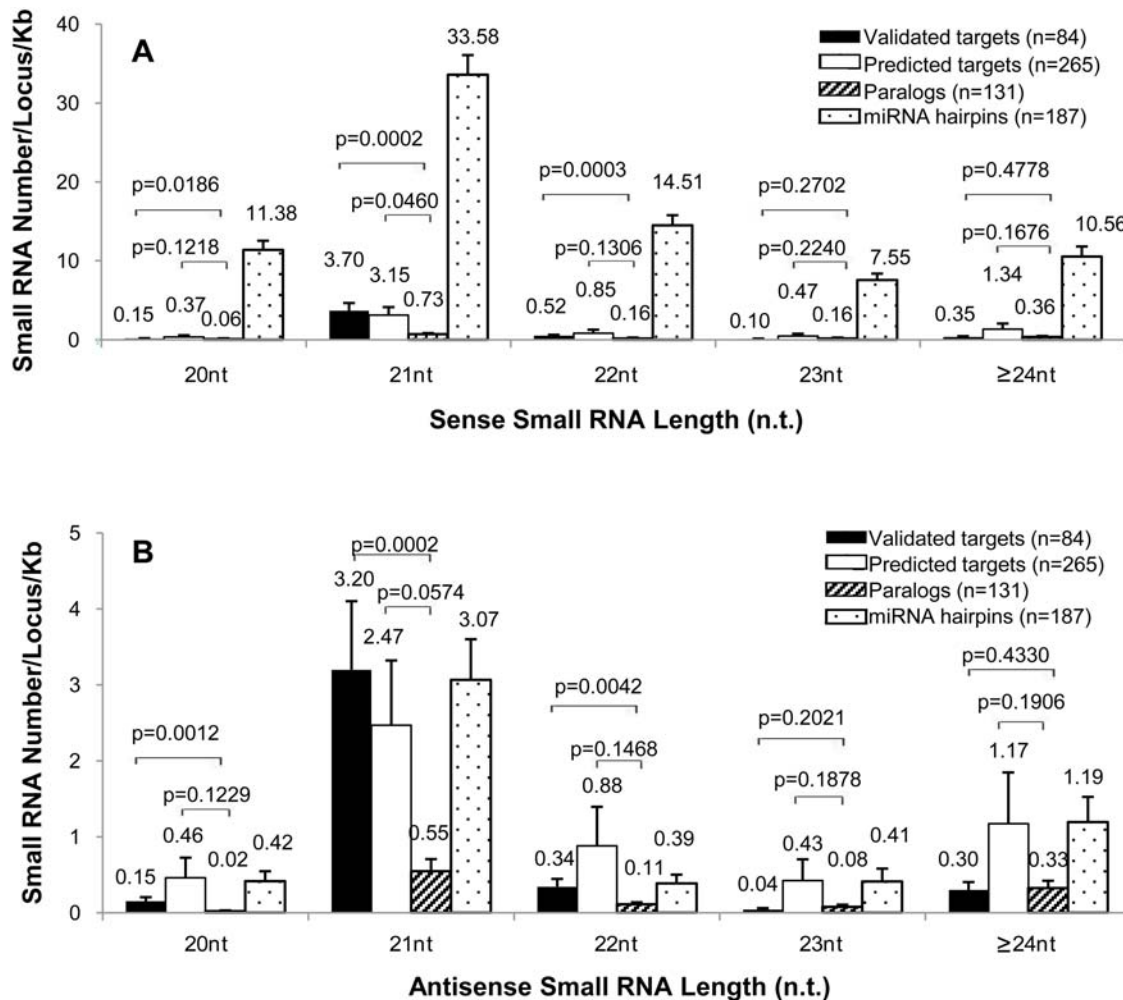 A
Small RNA Number/Locus/Kb
40
30
20
10
0
Validated targets (n=84)
Predicted targets (n=265)
Paralogs (n=131)
miRNA hairpins (n=187)
p=0.0186
p=0.1218
0.15
0.37
0.06
11.38
p=0.0002
p=0.0460
3.70
3.15
0.73
33.58
p=0.0003
p=0.1306
0.52
0.85
0.16
14.51
p=0.2702
p=0.2240
0.10
0.47
0.16
7.55
p=0.4778
p=0.1676
0.35
1.34
0.36
10.56
20nt 21nt 22nt 23nt ≥24nt
Sense Small RNA Length (n.t.)
B
Small RNA Number/Locus/Kb
5
4
3
2
1
0
Validated targets (n=84)
Predicted targets (n=265)
Paralogs (n=131)
miRNA hairpins (n=187)
p=0.0012
p=0.1229
0.15
0.46
0.02
0.42
p=0.0002
p=0.0574
3.20
2.47
0.55
3.07
p=0.0042
p=0.1468
0.34
0.88
0.11
0.39
p=0.2021
p=0.1878
0.04
0.43
0.08
0.41
p=0.4330
p=0.1906
0.30
1.17
0.33
1.19
20nt 21nt 22nt 23nt ≥24nt
Antisense Small RNA Length (n.t.)